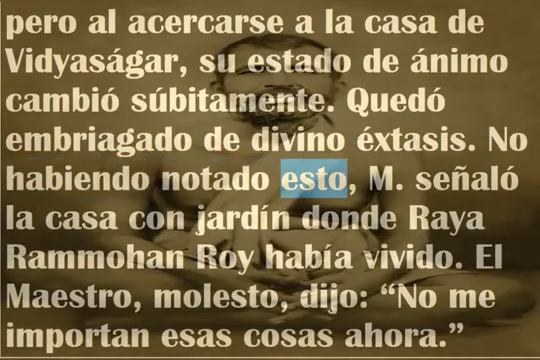 pero al acercarse a la casa de
Vidyaságar, su estado de ánimo
cambió súbitamente. Quedó
embriagado de divino éxtasis. No
habiendo notado esto, M. señaló
la casa con jardín donde Raya
Rammohan Roy había vivido. El
Maestro, molesto, dijo: “No me
importan esas cosas ahora.”